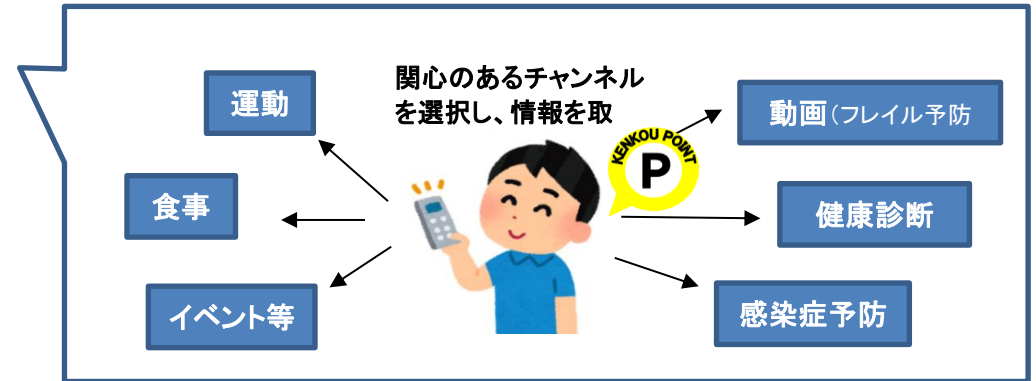 関心のあるチャンネル
を選択し、情報を取
運動
食事
イベント等
KENKOU POINT
P
動画(フレイル予防
健康診断
感染症予防